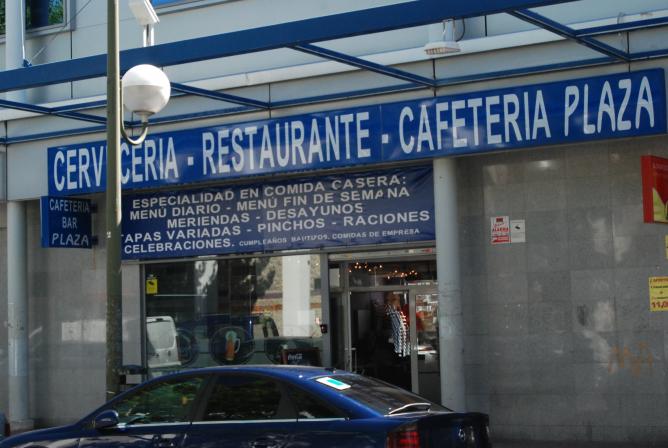 CERVECERIA - RESTAURANTE - CAFETERIA PLAZA
CAFETERIA
BAR
PLAZA
ESPECIALIDAD EN COMIDA CASERA:
MENÚ DIARIO - MENÚ FIN DE SEMANA
MERIENDAS - DESAYUNOS
TAPAS VARIADAS - PINCHOS - RACIONES
CELEBRACIONES. CUMPLEAÑOS BAUTIZOS. COMIDAS DE EMPRESA
ALARMA